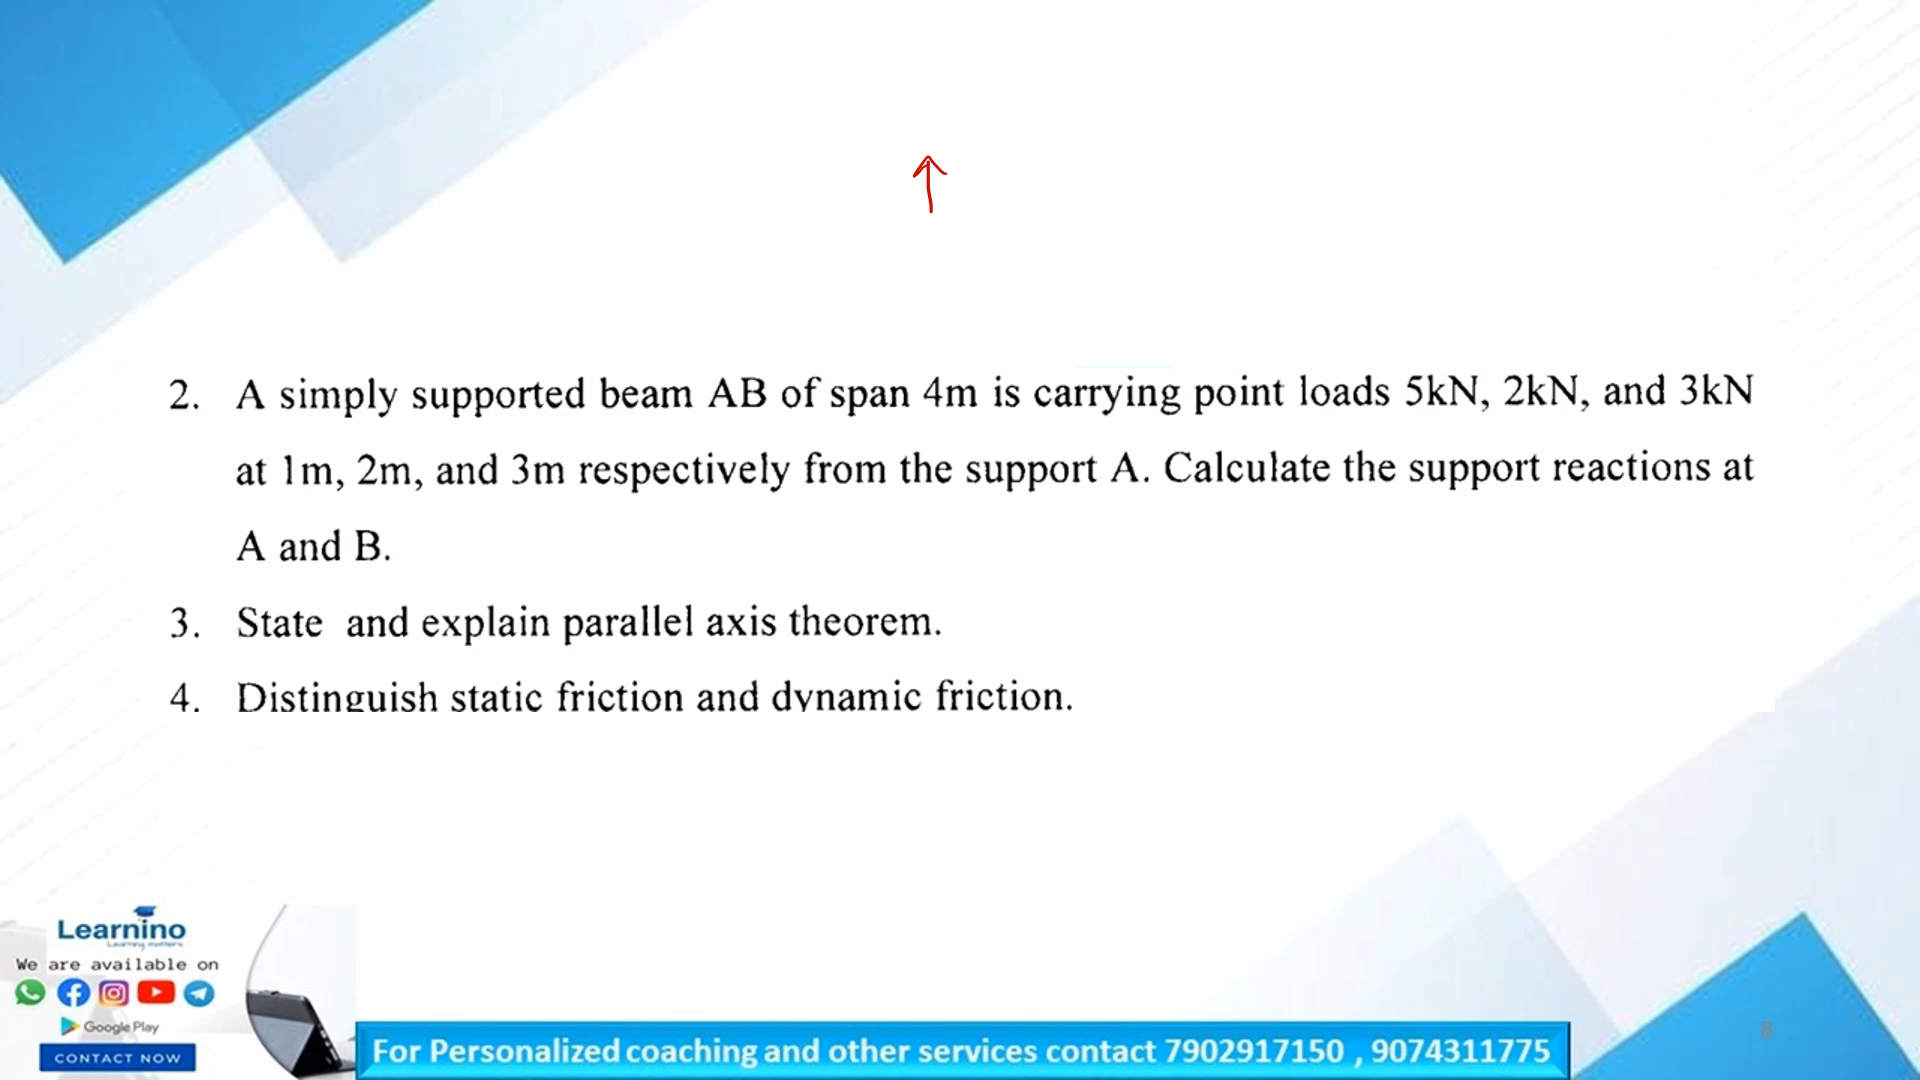 2. A simply supported beam AB of span 4m is carrying point loads 5kN, 2kN, and 3kN
at 1m, 2m, and 3m respectively from the support A. Calculate the support reactions at
A and B.
3. State and explain parallel axis theorem.
4. Distinguish static friction and dynamic friction.
Learnino
Learning matters
We are available on
Google Play
CONTACT NOW
For Personalized coaching and other services contact 7902917150 , 9074311775
8